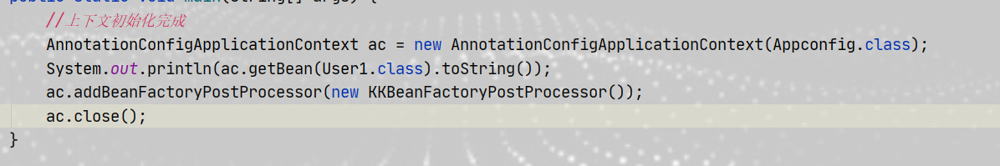 public static void main(String[] args) {
//上下文初始化完成
AnnotationConfigApplicationContext ac = new AnnotationConfigApplicationContext(Appconfig.class);
System.out.println(ac.getBean(User1.class).toString());
ac.addBeanFactoryPostProcessor(new KKBeanFactoryPostProcessor());
ac.close();
}